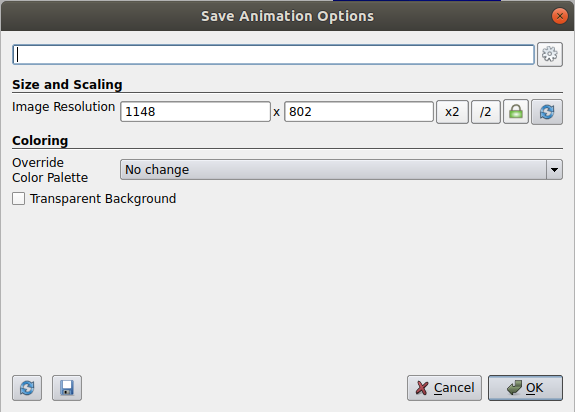 Save Animation Options
Size and Scaling
Image Resolution 1148 x 802 x2 /2
Coloring
Override
Color Palette No change
Transparent Background
Cancel OK